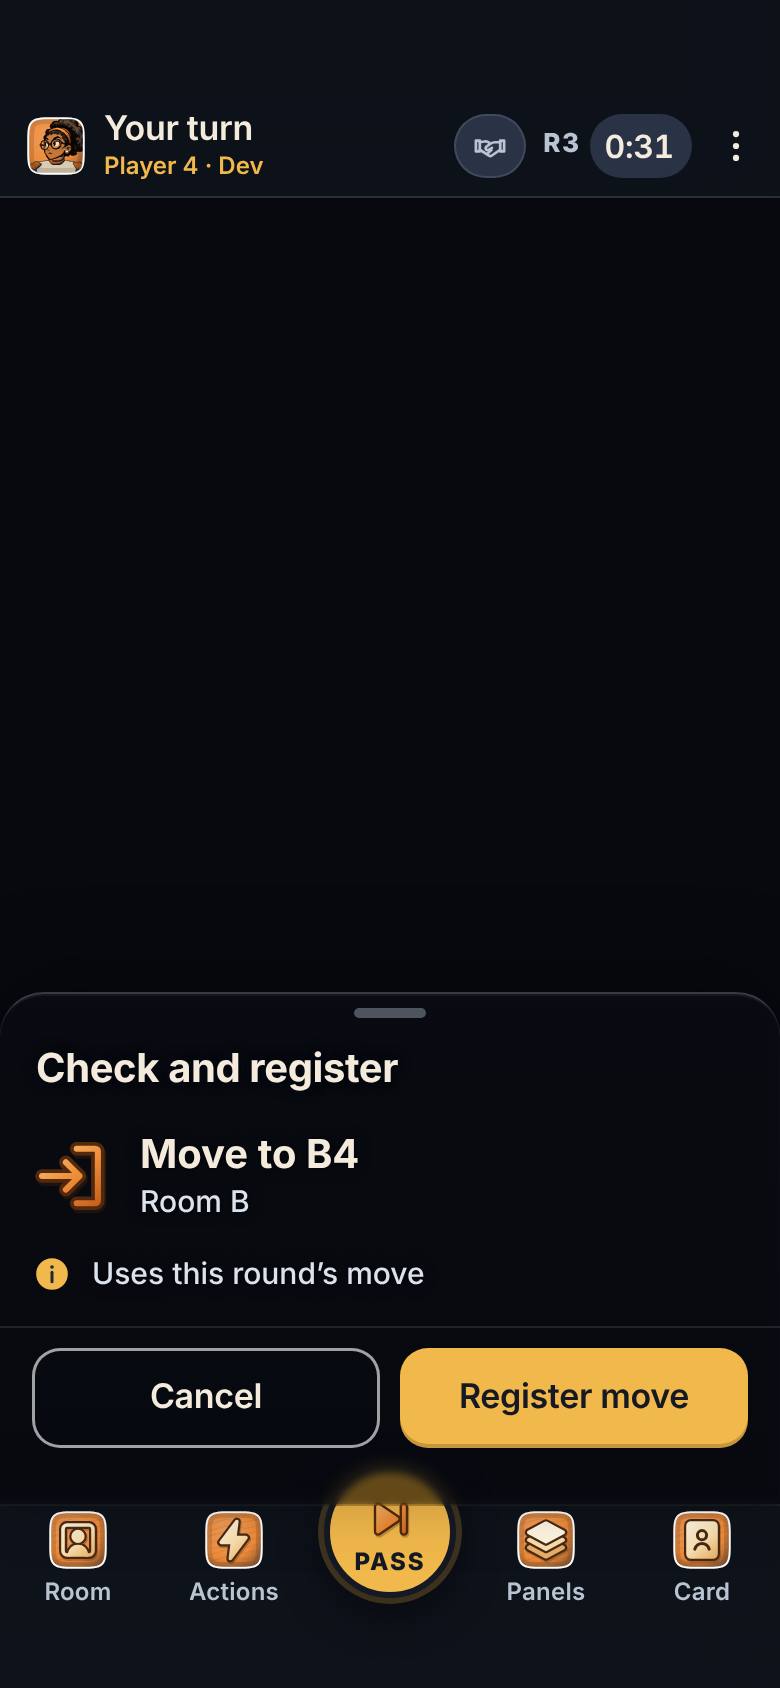 Your turn
Player 4 · Dev
R3
0:31
Check and register
Move to B4
Room B
Uses this round’s move
Cancel
Register move
Room
Actions
PASS
Panels
Card